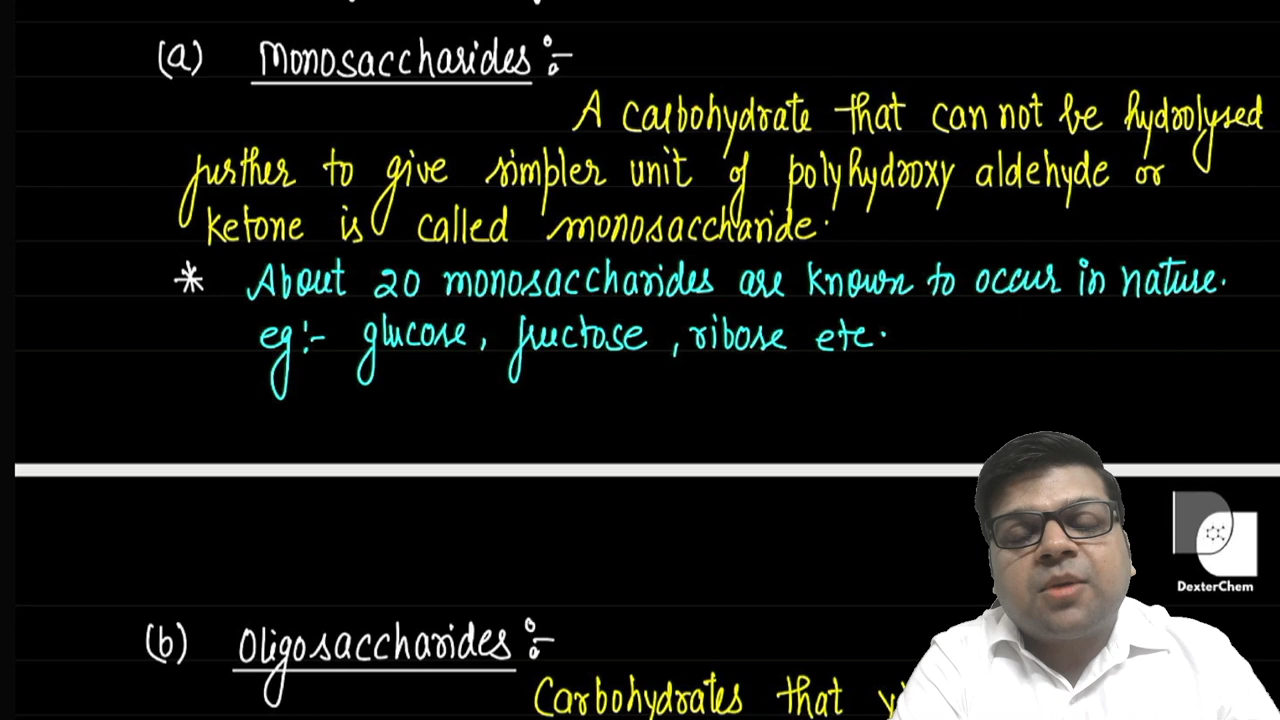 (a) Monosaccharides :-
A carbohydrate that can not be hydrolysed
further to give simpler unit of polyhydroxy aldehyde or
ketone is called monosaccharide.
* About 20 monosaccharides are known to occur in nature.
eg:- glucose, fructose, ribose etc.
DexterChem
(b) Oligosaccharides :-
Carbohydrates that